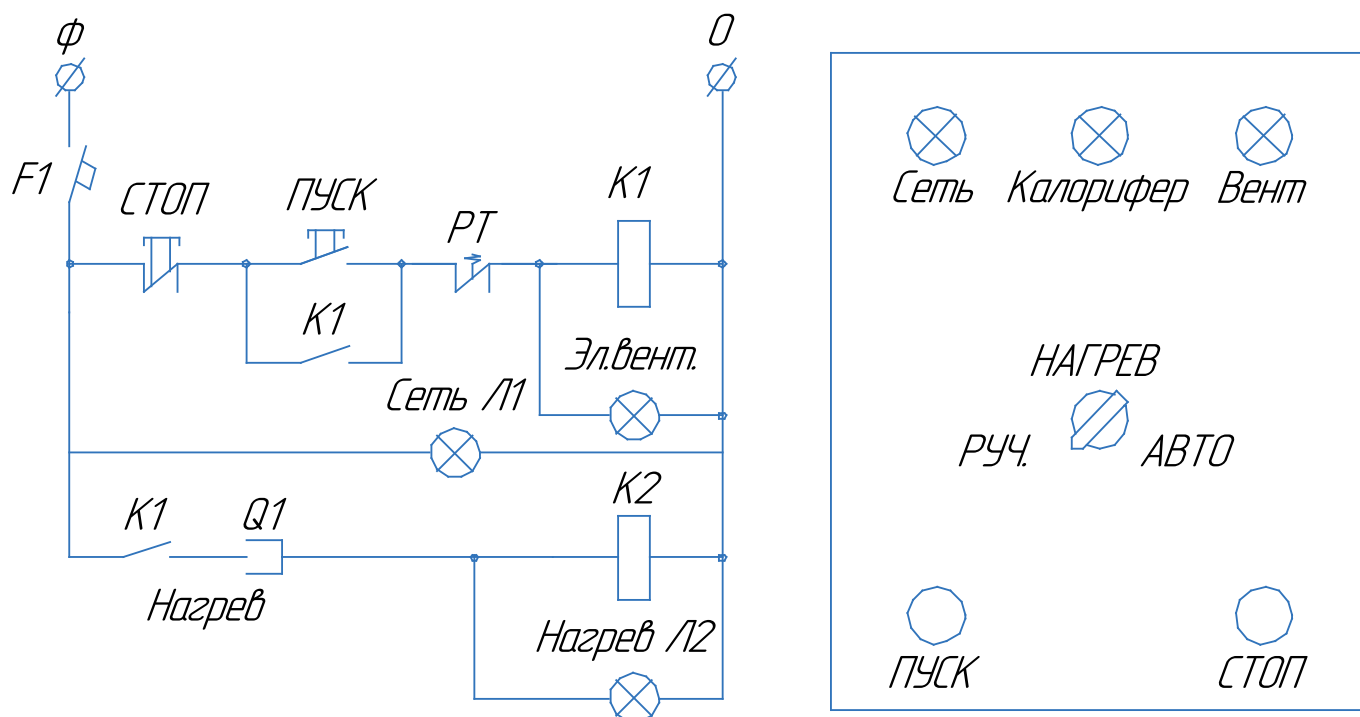 Ф
0
F1
СТОП
ПУСК
РТ
К1
К1
Эл.вент.
Сеть Л1
К1
Q1
К2
Нагрев
Нагрев Л2
Сеть
Калорифер
Вент
НАГРЕВ
РУЧ.
АВТО
ПУСК
СТОП